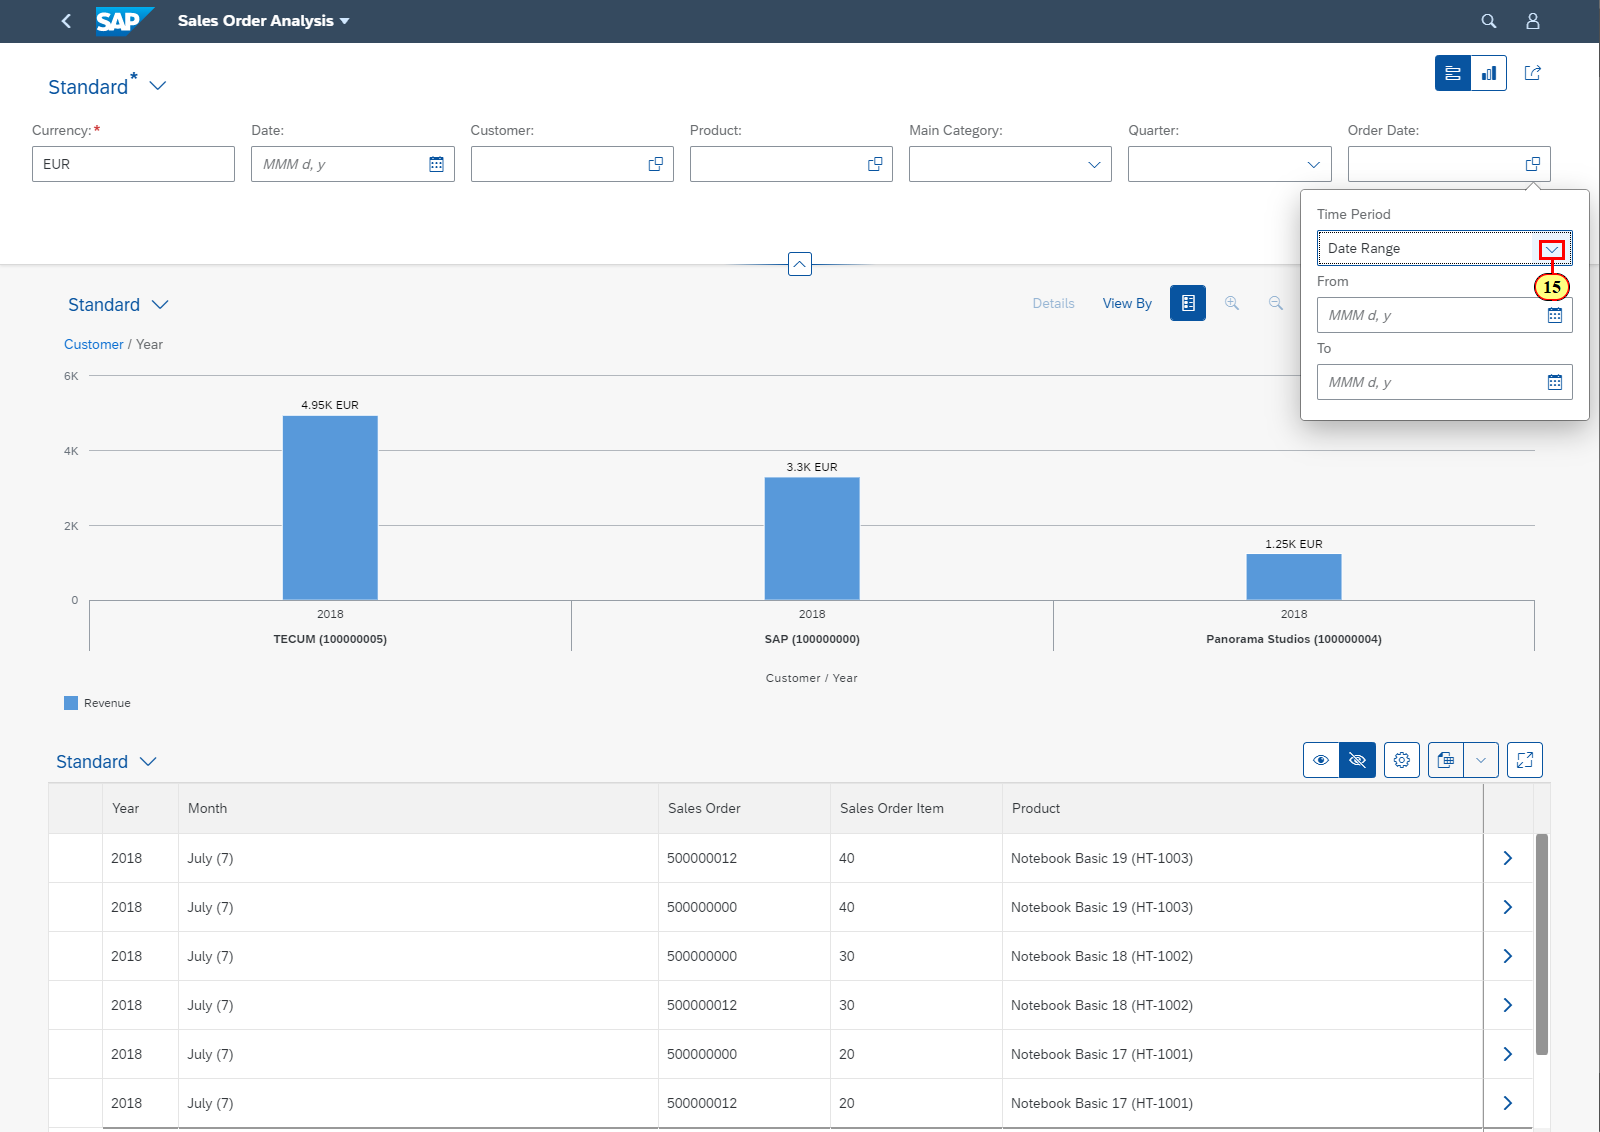 SAP Sales Order Analysis
Standard*
Currency:* Date: Customer: Product: Main Category: Quarter: Order Date:
EUR MMM d, y
Time Period
Date Range
15
From
MMM d, y
To
MMM d, y
Standard Details View By
Customer / Year
6K
4K
2K
0
4.95K EUR
3.3K EUR
1.25K EUR
2018 2018 2018
TECUM (100000005) SAP (100000000) Panorama Studios (100000004)
Customer / Year
Revenue
Standard
Year Month Sales Order Sales Order Item Product
2018 July (7) 500000012 40 Notebook Basic 19 (HT-1003)
2018 July (7) 500000000 40 Notebook Basic 19 (HT-1003)
2018 July (7) 500000000 30 Notebook Basic 18 (HT-1002)
2018 July (7) 500000012 30 Notebook Basic 18 (HT-1002)
2018 July (7) 500000000 20 Notebook Basic 17 (HT-1001)
2018 July (7) 500000012 20 Notebook Basic 17 (HT-1001)